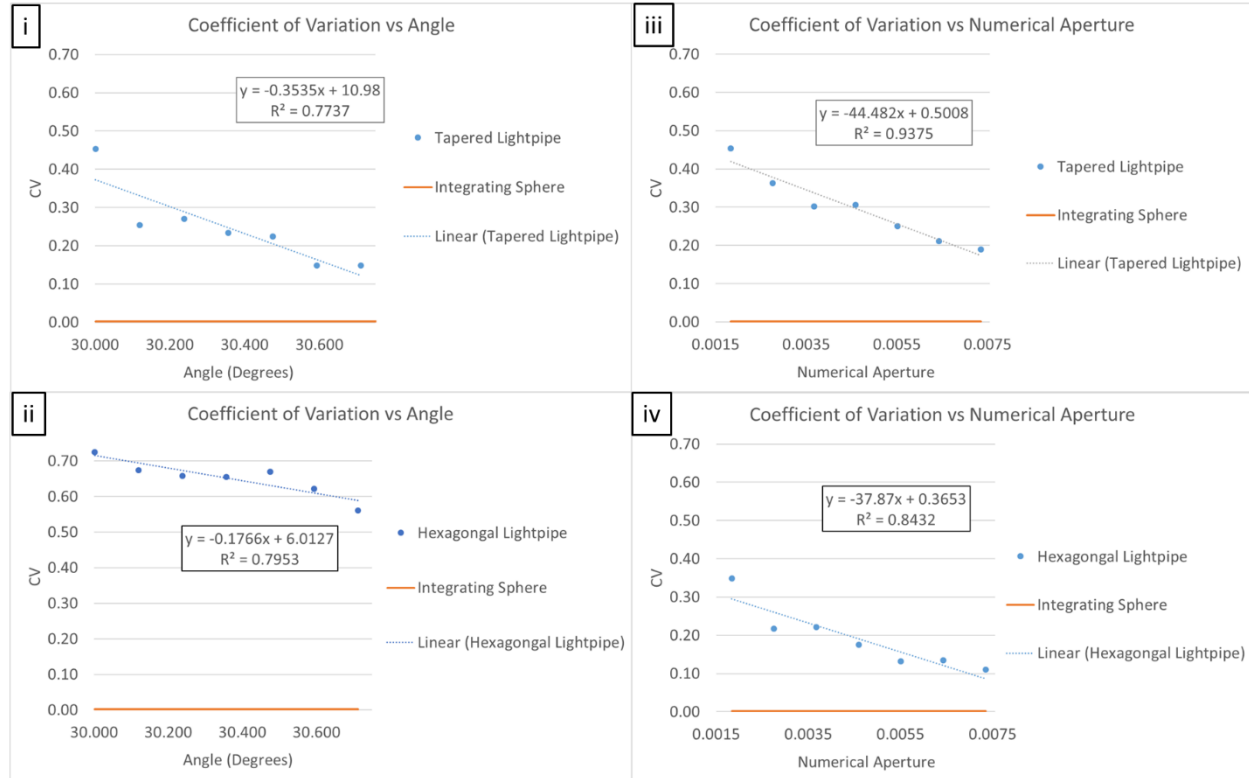 i
Coefficient of Variation vs Angle
0.70
0.60
0.50
0.40
0.30
0.20
0.10
0.00
CV
y = -0.3535x + 10.98
R² = 0.7737
Tapered Lightpipe
Integrating Sphere
Linear (Tapered Lightpipe)
30.000 30.200 30.400 30.600
Angle (Degrees)
iii
Coefficient of Variation vs Numerical Aperture
0.70
0.60
0.50
0.40
0.30
0.20
0.10
0.00
CV
y = -44.482x + 0.5008
R² = 0.9375
Tapered Lightpipe
Integrating Sphere
Linear (Tapered Lightpipe)
0.0015 0.0035 0.0055 0.0075
Numerical Aperture
ii
Coefficient of Variation vs Angle
0.70
0.60
0.50
0.40
0.30
0.20
0.10
0.00
CV
y = -0.1766x + 6.0127
R² = 0.7953
Hexagongal Lightpipe
Integrating Sphere
Linear (Hexagongal Lightpipe)
30.000 30.200 30.400 30.600
Angle (Degrees)
iv
Coefficient of Variation vs Numerical Aperture
0.70
0.60
0.50
0.40
0.30
0.20
0.10
0.00
CV
y = -37.87x + 0.3653
R² = 0.8432
Hexagongal Lightpipe
Integrating Sphere
Linear (Hexagongal Lightpipe)
0.0015 0.0035 0.0055 0.0075
Numerical Aperture